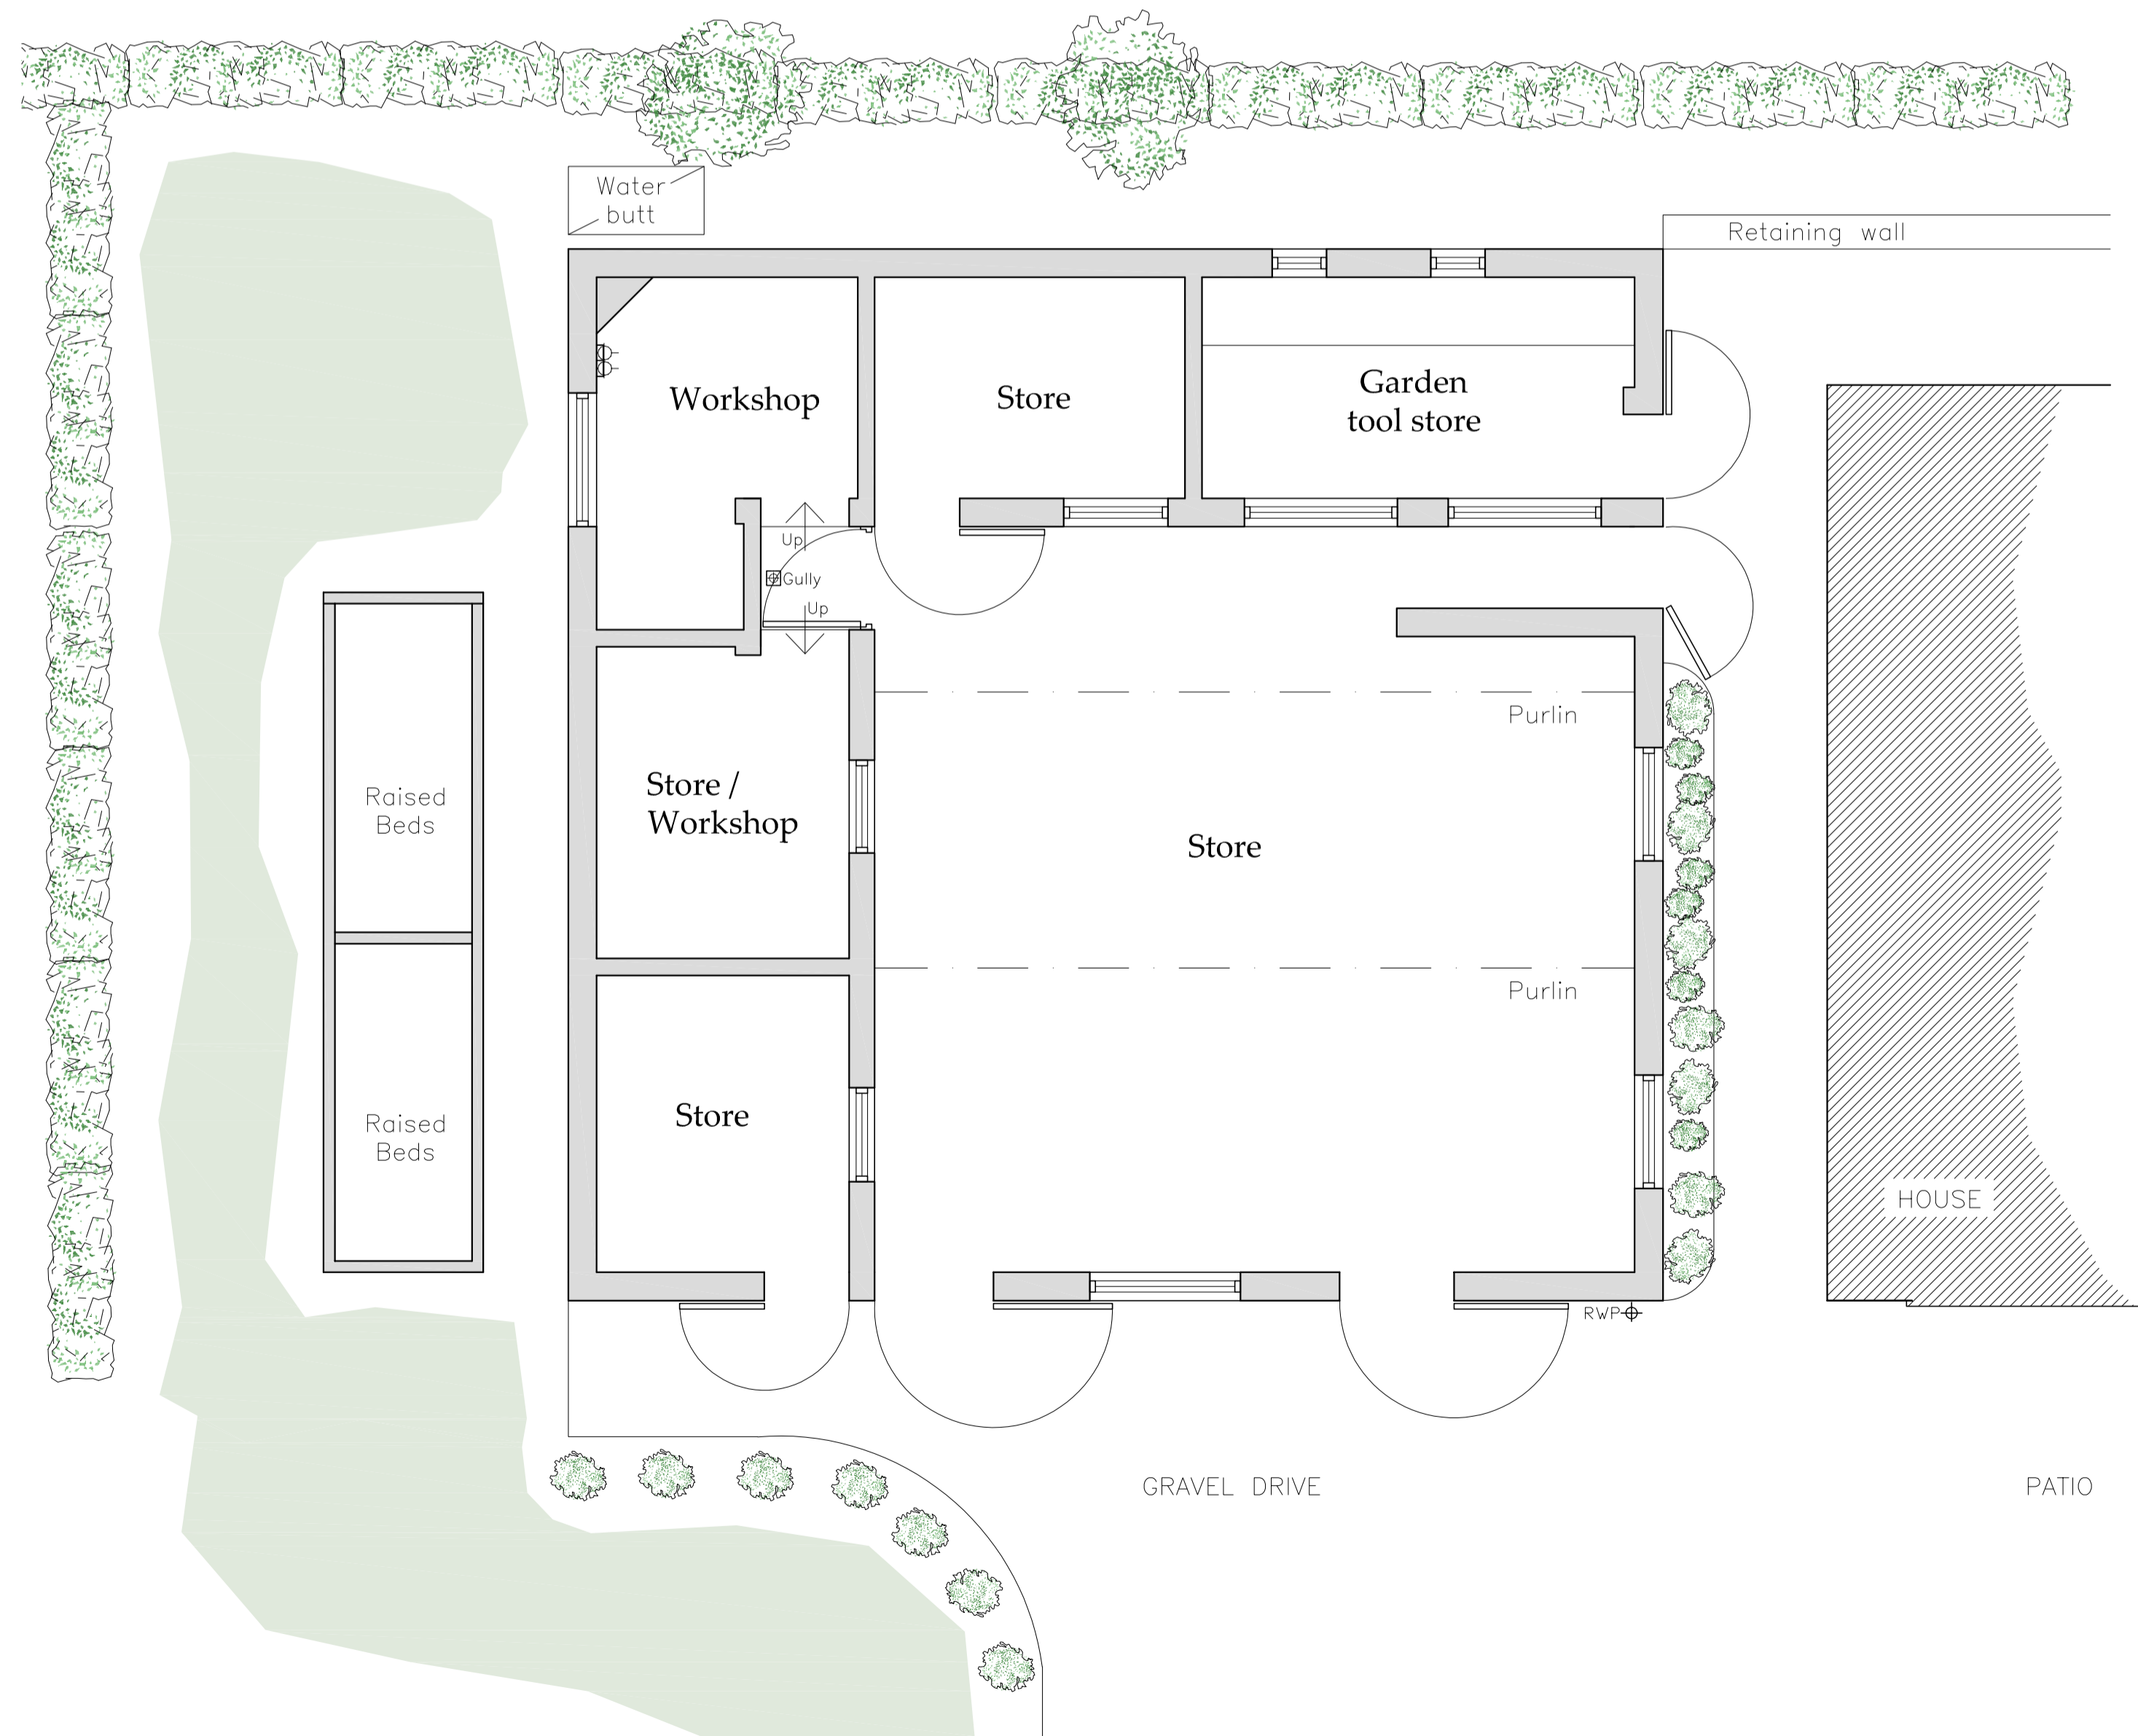 Water
butt
Retaining wall
Workshop
Store
Garden
tool store
Up
Gully
Up
Purlin
Store /
Workshop
Raised
Beds
Store
Purlin
Store
Raised
Beds
HOUSE
RWP
GRAVEL DRIVE
PATIO